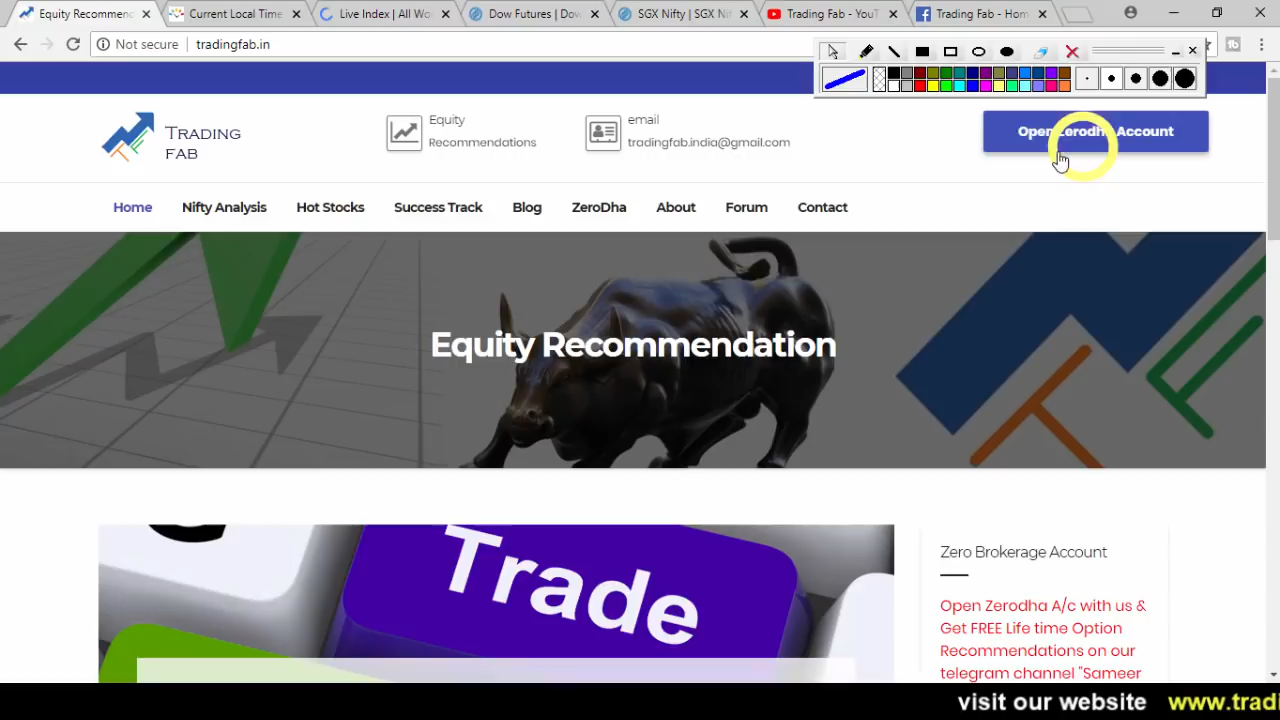 Equity Recommenc
Current Local Time
Live Index | All Wo
Dow Futures | Dow
SGX Nifty | SGX Nif
Trading Fab - YouT
Trading Fab - Hom
Not secure
tradingfab.in
TRADING
FAB
Equity
Recommendations
email
tradingfab.india@gmail.com
Open Zerodha Account
Home
Nifty Analysis
Hot Stocks
Success Track
Blog
ZeroDha
About
Forum
Contact
Equity Recommendation
Trade
Zero Brokerage Account
Open Zerodha A/c with us &
Get FREE Life time Option
Recommendations on our
telegram channel "Sameer
visit our website www.tradi